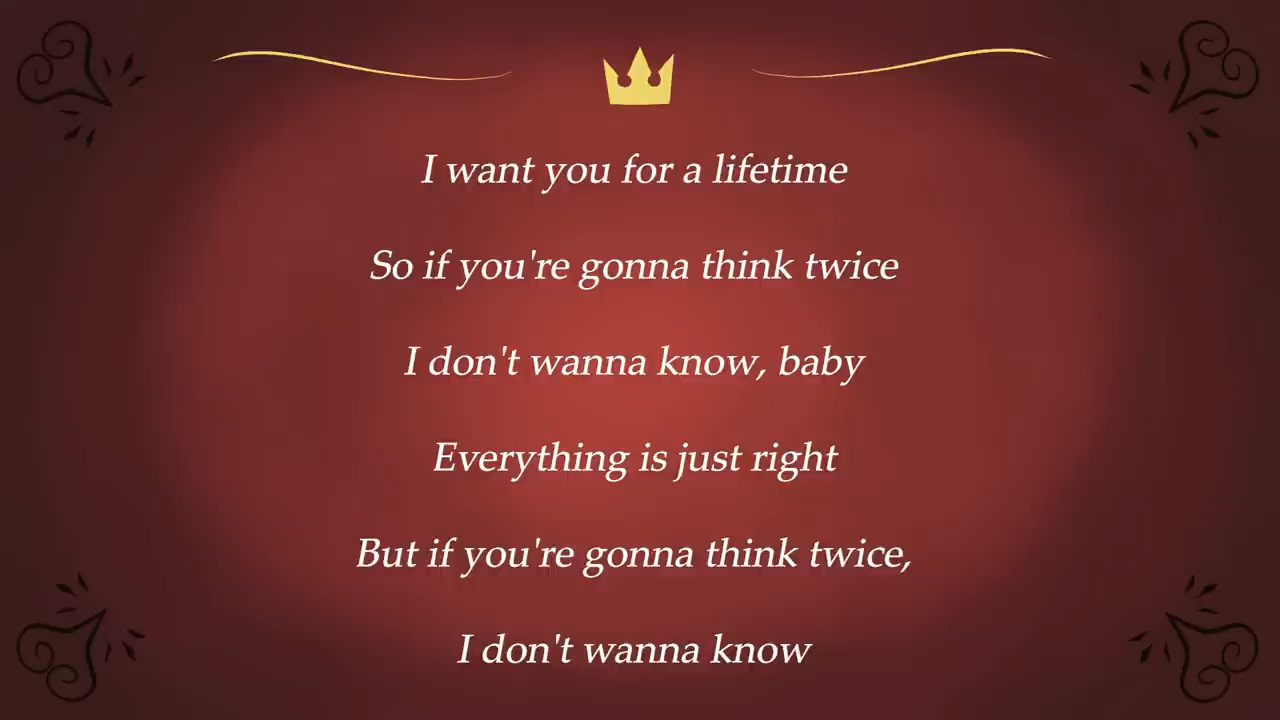 I want you for a lifetime
So if you're gonna think twice
I don't wanna know, baby
Everything is just right
But if you're gonna think twice,
I don't wanna know